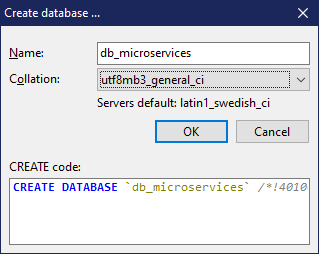 Create database ...
Name:
db_microservices
Collation:
utf8mb3_general_ci
Servers default: latin1_swedish_ci
OK
Cancel
CREATE code:
CREATE DATABASE `db_microservices` /*!4010